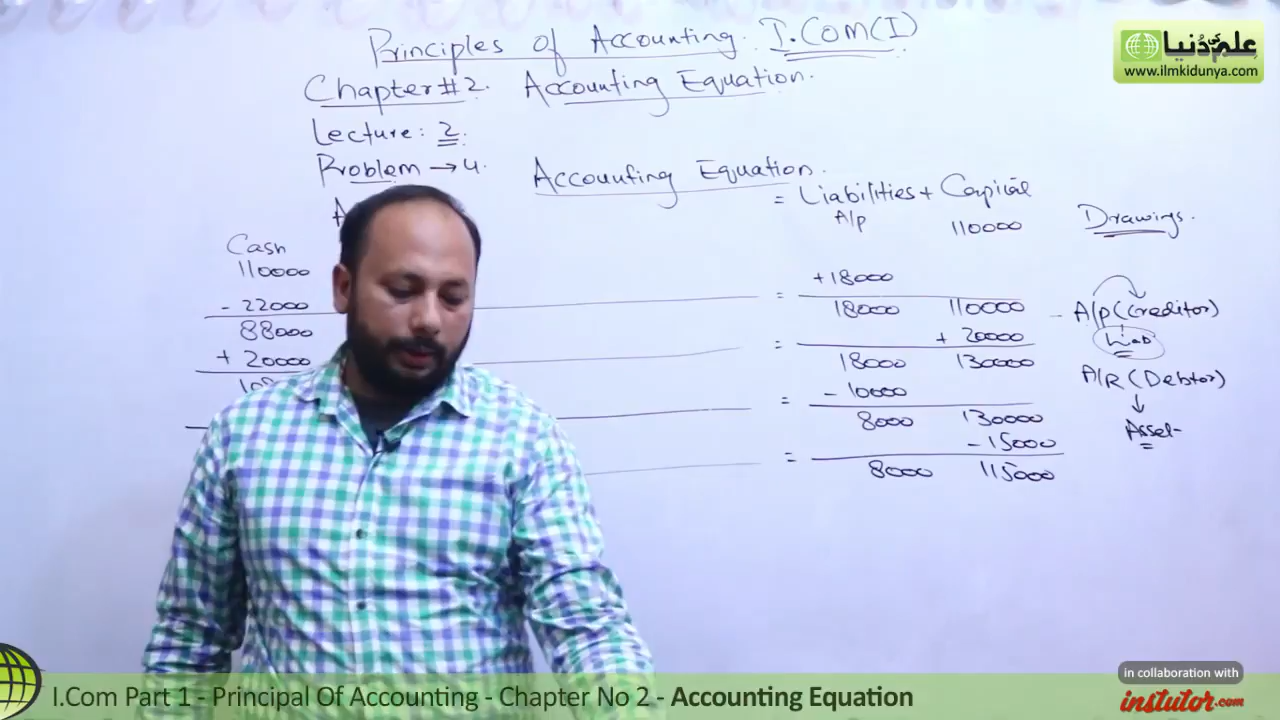 Principles of Accounting. I.Com(I)
Chapter#2. Accounting Equation.
Lecture: 2.
Problem → 4. Accounting Equation.
= Liabilities + Capital
A/p 110000
Drawings.
Cash
110000
+18000
- 22000 = 18000 110000
A/p (Creditor)
88000 + 20000
Liab
+ 20000 = 18000 130000
A/R (Debtor)
- 10000
↓
= 8000 130000
Asset
- 15000
= 8000 115000
علم کی دُنیا
www.ilmkidunya.com
I.Com Part 1 - Principal Of Accounting - Chapter No 2 - Accounting Equation
in collaboration with
instutor.com